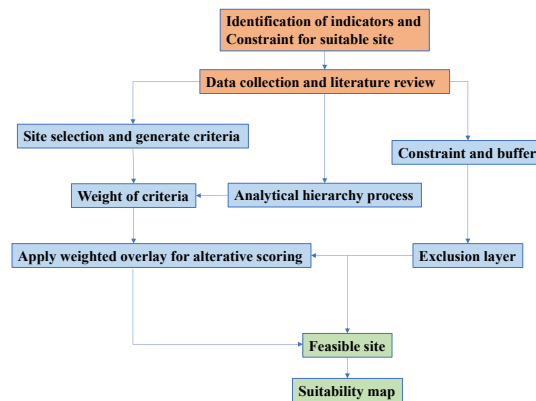 Identification of indicators and
Constraint for suitable site
Data collection and literature review
Site selection and generate criteria
Constraint and buffer
Weight of criteria
Analytical hierarchy process
Apply weighted overlay for alterative scoring
Exclusion layer
Feasible site
Suitability map